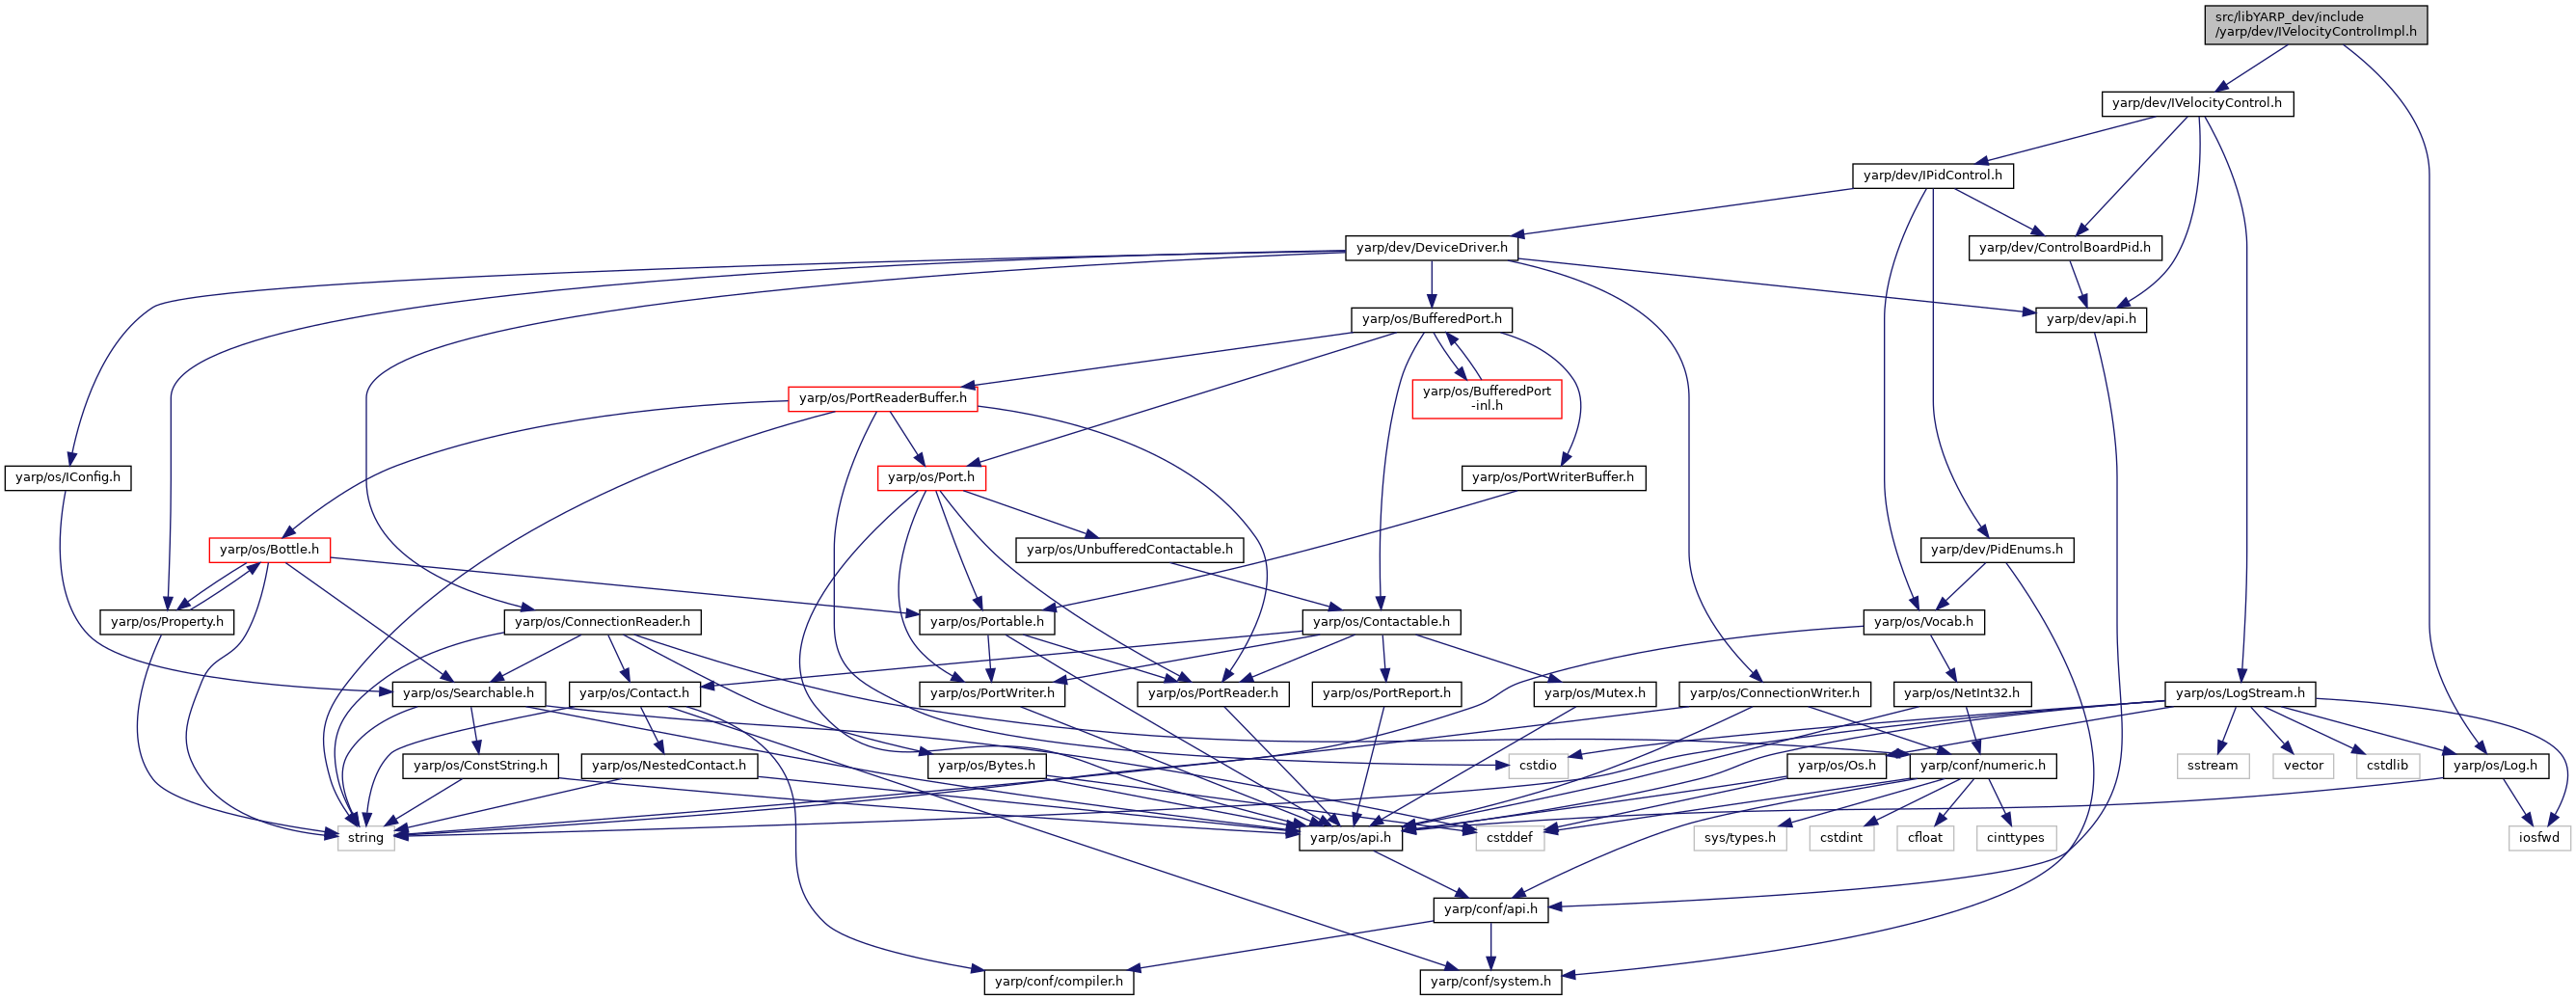 src/libYARP_dev/include
/yarp/dev/IVelocityControlImpl.h
yarp/dev/IVelocityControl.h
yarp/dev/IPidControl.h
yarp/dev/DeviceDriver.h
yarp/dev/ControlBoardPid.h
yarp/os/BufferedPort.h
yarp/dev/api.h
yarp/os/PortReaderBuffer.h
yarp/os/BufferedPort
-inl.h
yarp/os/IConfig.h
yarp/os/Port.h
yarp/os/PortWriterBuffer.h
yarp/os/Bottle.h
yarp/os/UnbufferedContactable.h
yarp/dev/PidEnums.h
yarp/os/Property.h
yarp/os/ConnectionReader.h
yarp/os/Portable.h
yarp/os/Contactable.h
yarp/os/Vocab.h
yarp/os/Searchable.h
yarp/os/Contact.h
yarp/os/PortWriter.h
yarp/os/PortReader.h
yarp/os/PortReport.h
yarp/os/Mutex.h
yarp/os/ConnectionWriter.h
yarp/os/NetInt32.h
yarp/os/LogStream.h
yarp/os/ConstString.h
yarp/os/NestedContact.h
yarp/os/Bytes.h
cstdio
yarp/os/Os.h
yarp/conf/numeric.h
sstream
vector
cstdlib
yarp/os/Log.h
string
yarp/os/api.h
cstddef
sys/types.h
cstdint
cfloat
cinttypes
iosfwd
yarp/conf/api.h
yarp/conf/compiler.h
yarp/conf/system.h